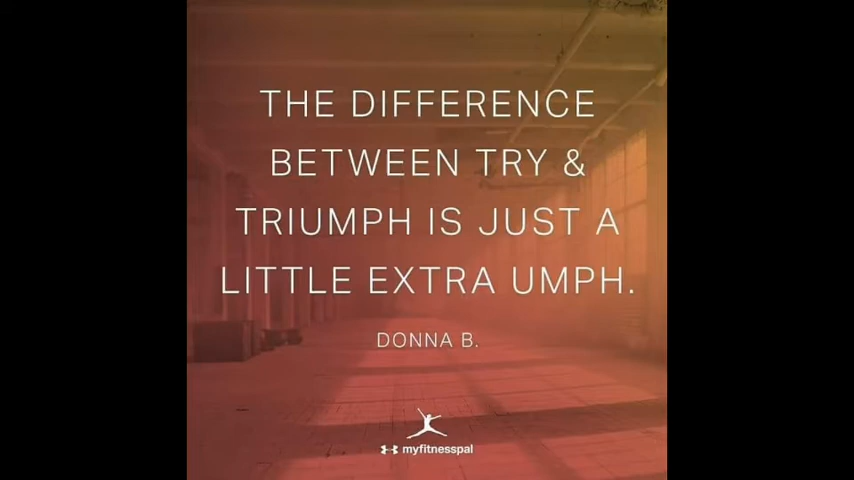 THE DIFFERENCE
BETWEEN TRY &
TRIUMPH IS JUST A
LITTLE EXTRA UMPH.
DONNA B.
myfitnesspal